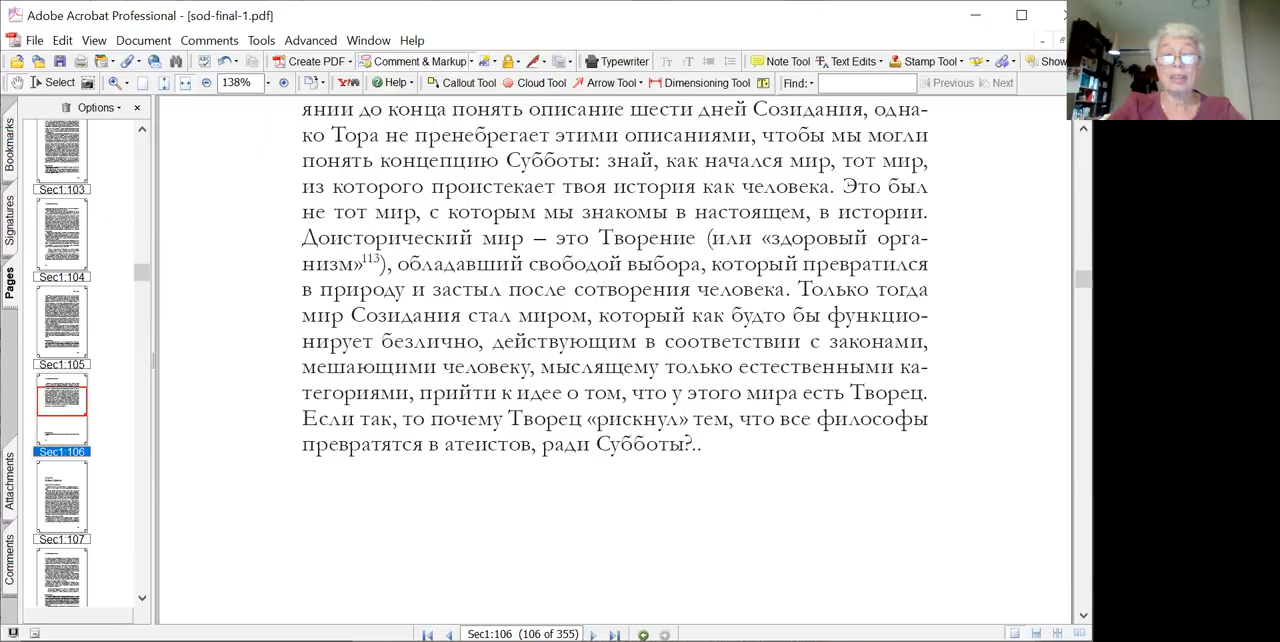 Adobe Acrobat Professional - [sod-final-1.pdf]
File Edit View Document Comments Tools Advanced Window Help
Create PDF Comment & Markup Typewriter Note Tool Text Edits Stamp Tool Show
Select 138% Help Callout Tool Cloud Tool Arrow Tool Dimensioning Tool Find: Previous Next
Options
Bookmarks
Signatures
Pages
Attachments
Comments
Sec1:103
Sec1:104
Sec1:105
Sec1:106
Sec1:107
янии до конца понять описание шести дней Созидания, одна-
ко Тора не пренебрегает этими описаниями, чтобы мы могли
понять концепцию Субботы: знай, как начался мир, тот мир,
из которого проистекает твоя история как человека. Это был
не тот мир, с которым мы знакомы в настоящем, в истории.
Доисторический мир – это Творение (или «здоровый орга-
низм»113), обладавший свободой выбора, который превратился
в природу и застыл после сотворения человека. Только тогда
мир Созидания стал миром, который как будто бы функцио-
нирует безлично, действующим в соответствии с законами,
мешающими человеку, мыслящему только естественными ка-
тегориями, прийти к идее о том, что у этого мира есть Творец.
Если так, то почему Творец «рискнул» тем, что все философы
превратятся в атеистов, ради Субботы?..
Sec1:106 (106 of 355)